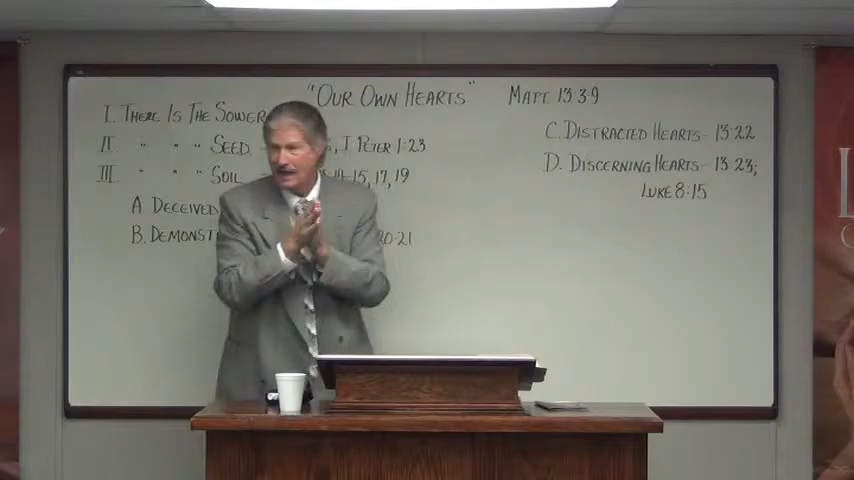 "OUR OWN HEARTS" MATT. 13:3-9
I. THERE IS THE SOWER
II " " " SEED I PETER 1:23
III " " " SOIL 15, 17, 19
A DECEIVED
B. DEMONST 20-21
C. DISTRACTED HEARTS- 13:22
D. DISCERNING HEARTS- 13:23;
LUKE 8:15